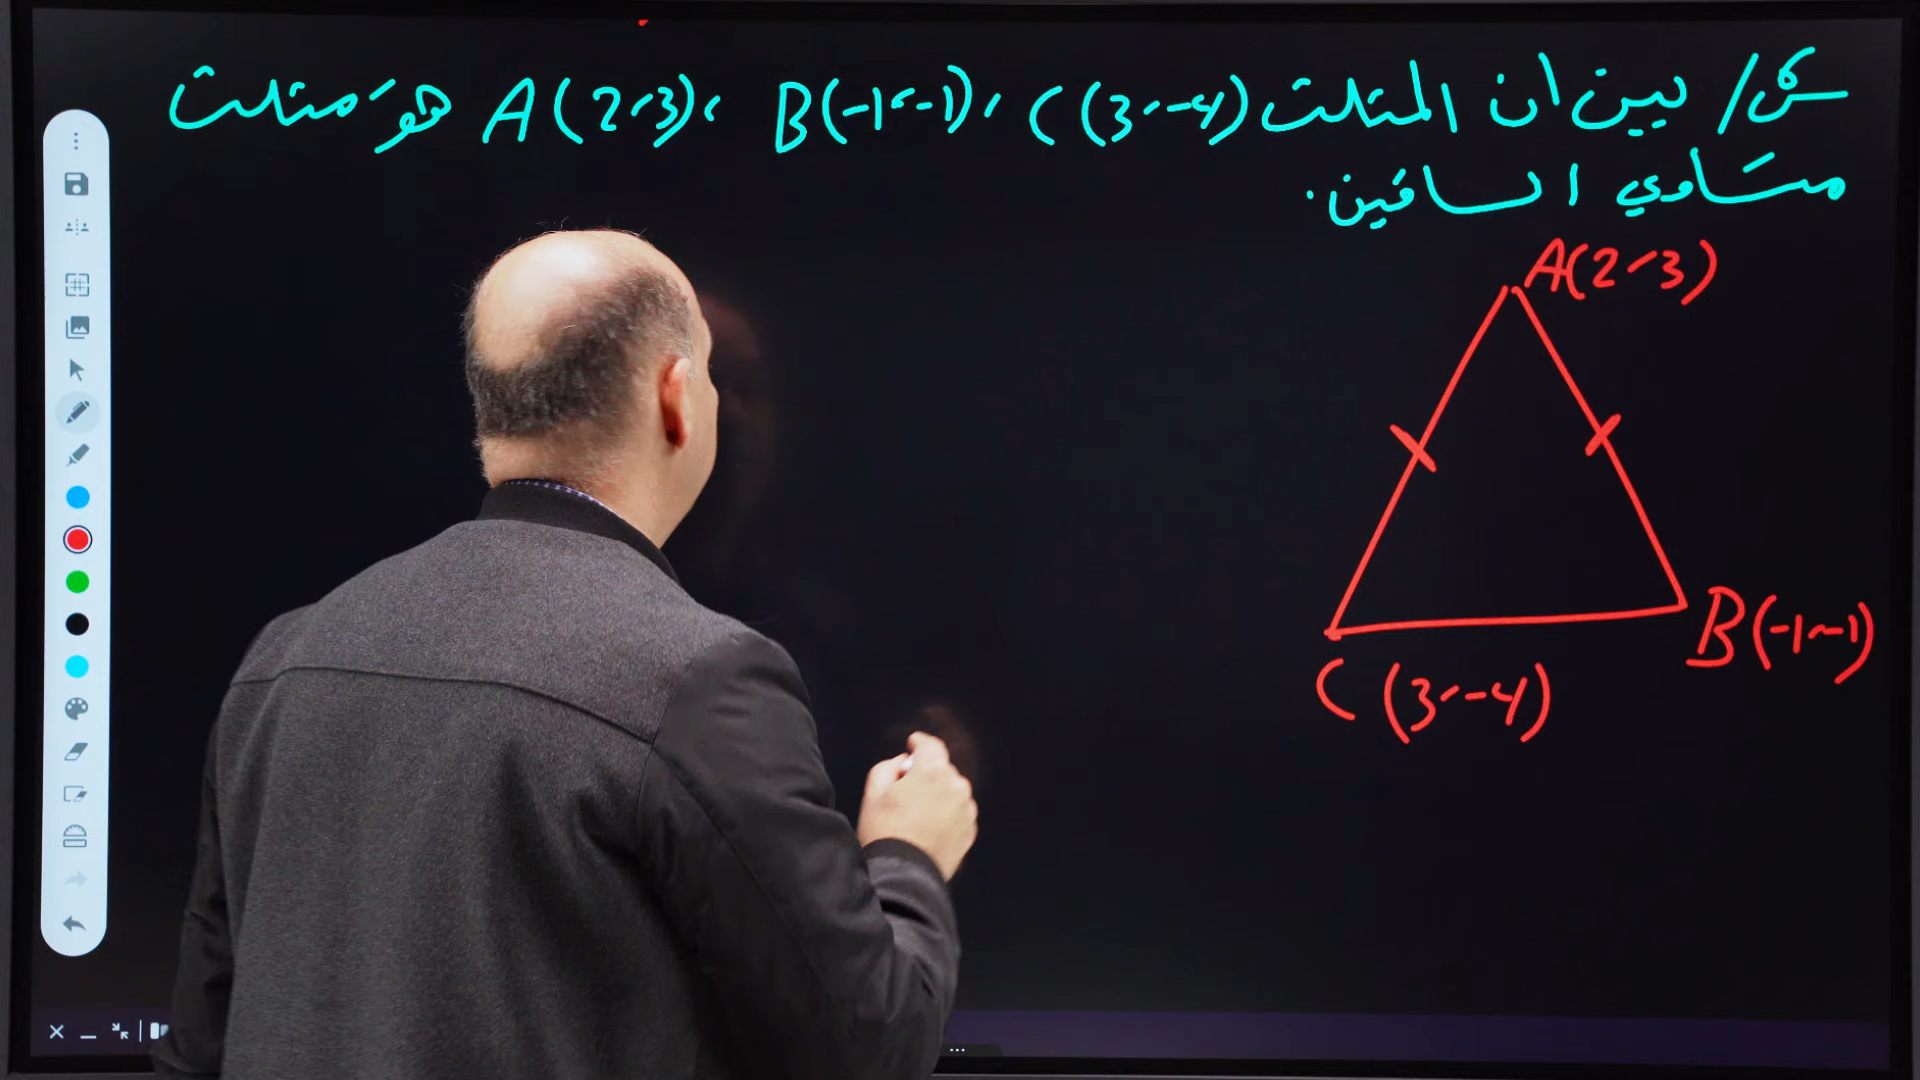 س/ بين ان المثلث A(2،3)، B(-1،-1)، C(3،-4) هو مثلث
متساوي الساقين.
A(2،3)
B(-1،-1)
C(3،-4)